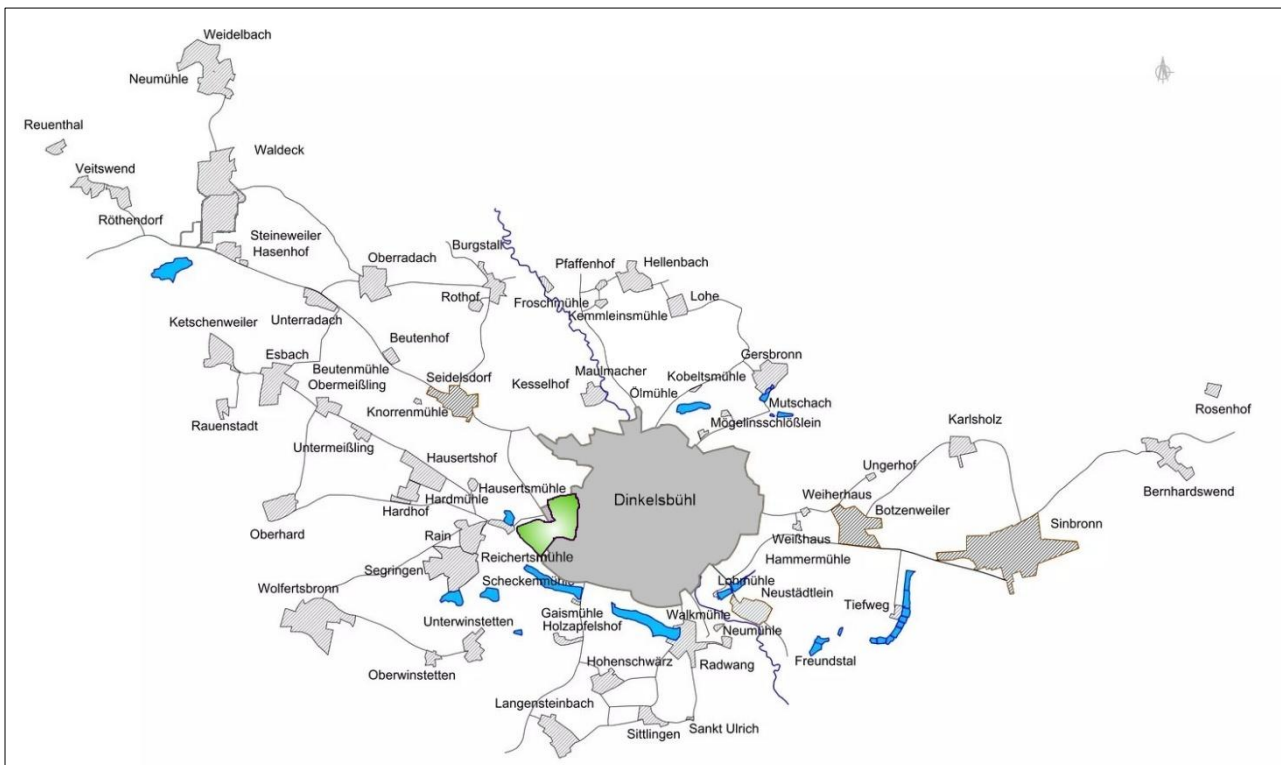 Weidelbach
Neumühle
Reuenthal
Waldeck
Veitswend
Röthendorf
Steineweiler
Hasenhof
Burgstall
Oberradach
Pfaffenhof
Hellenbach
Rothof
Froschmühle
Lohe
Kemmleinsmühle
Unterradach
Ketschenweiler
Beutenhof
Esbach
Gersbronn
Beutenmühle
Maulmacher
Obermeißling
Seidelsdorf
Kesselhof
Kobeltsmühle
Ölmühle
Rosenhof
Mutschach
Knorrenmühle
Mögelinsschlößlein
Karlsholz
Rauenstadt
Untermeißling
Hausertshof
Ungerhof
Bernhardswend
Hausertsmühle
Weiherhaus
Dinkelsbühl
Hardmühle
Hardhof
Botzenweiler
Sinbronn
Oberhard
Rain
Weißhaus
Reichertsmühle
Hammermühle
Segringen
Scheckenmühle
Lohmühle
Wolfertsbronn
Neustädtlein
Tiefweg
Gaismühle
Walkmühle
Unterwinstetten
Holzapfelshof
Neumühle
Freundstal
Hohenschwärz
Radwang
Oberwinstetten
Langensteinbach
Sankt Ulrich
Sittlingen